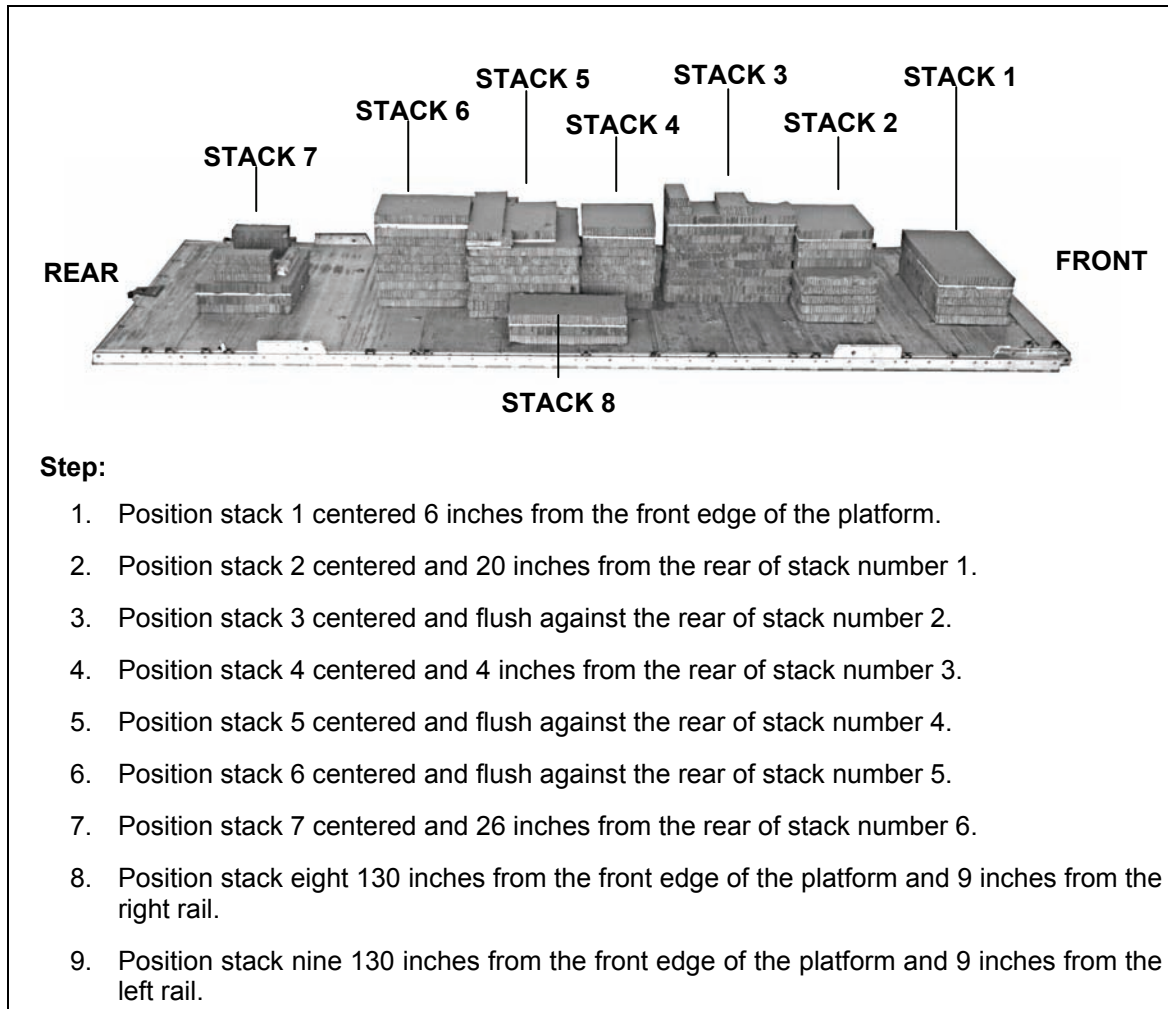 STACK 5
STACK 3
STACK 1
STACK 6
STACK 4
STACK 2
STACK 7
REAR
FRONT
STACK 8
Step:
1. Position stack 1 centered 6 inches from the front edge of the platform.
2. Position stack 2 centered and 20 inches from the rear of stack number 1.
3. Position stack 3 centered and flush against the rear of stack number 2.
4. Position stack 4 centered and 4 inches from the rear of stack number 3.
5. Position stack 5 centered and flush against the rear of stack number 4.
6. Position stack 6 centered and flush against the rear of stack number 5.
7. Position stack 7 centered and 26 inches from the rear of stack number 6.
8. Position stack eight 130 inches from the front edge of the platform and 9 inches from the
right rail.
9. Position stack nine 130 inches from the front edge of the platform and 9 inches from the
left rail.